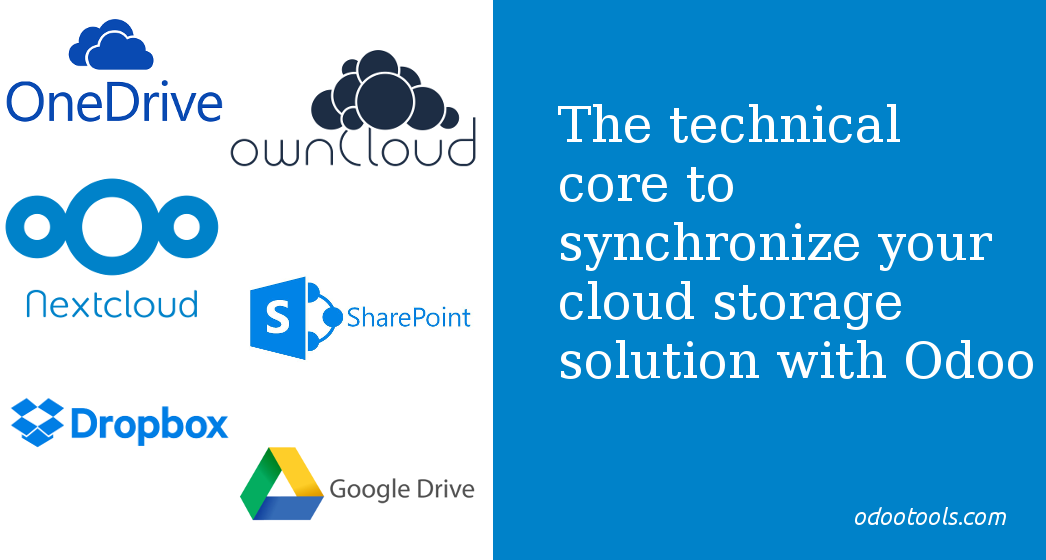 OneDrive
ownCloud
Nextcloud
S SharePoint
Dropbox
Google Drive
The technical
core to
synchronize your
cloud storage
solution with Odoo
odootools.com